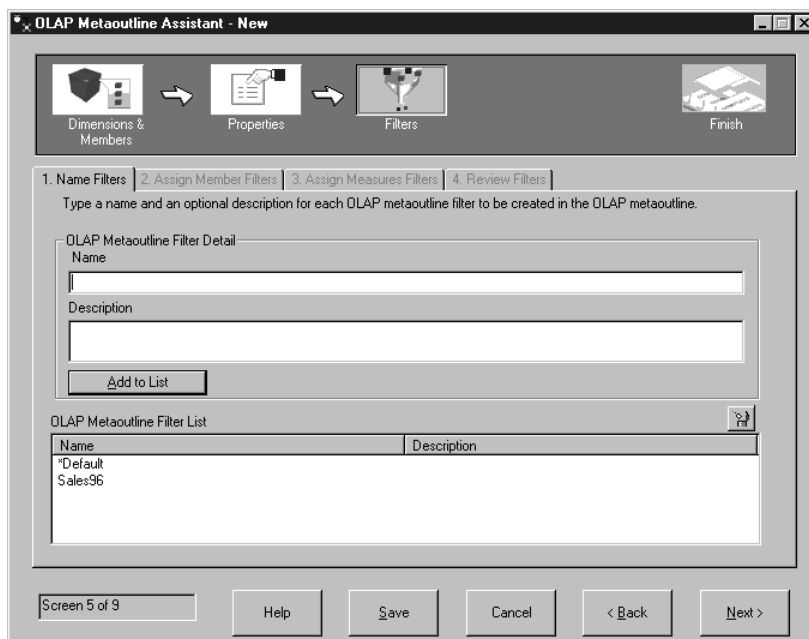 OLAP Metaoutline Assistant - New
Dimensions & Members
Properties
Filters
Finish
1. Name Filters
2. Assign Member Filters
3. Assign Measures Filters
4. Review Filters
Type a name and an optional description for each OLAP metaoutline filter to be created in the OLAP metaoutline.
OLAP Metaoutline Filter Detail
Name
Description
Add to List
OLAP Metaoutline Filter List
Name
Description
*Default
Sales96
Screen 5 of 9
Help
Save
Cancel
< Back
Next >